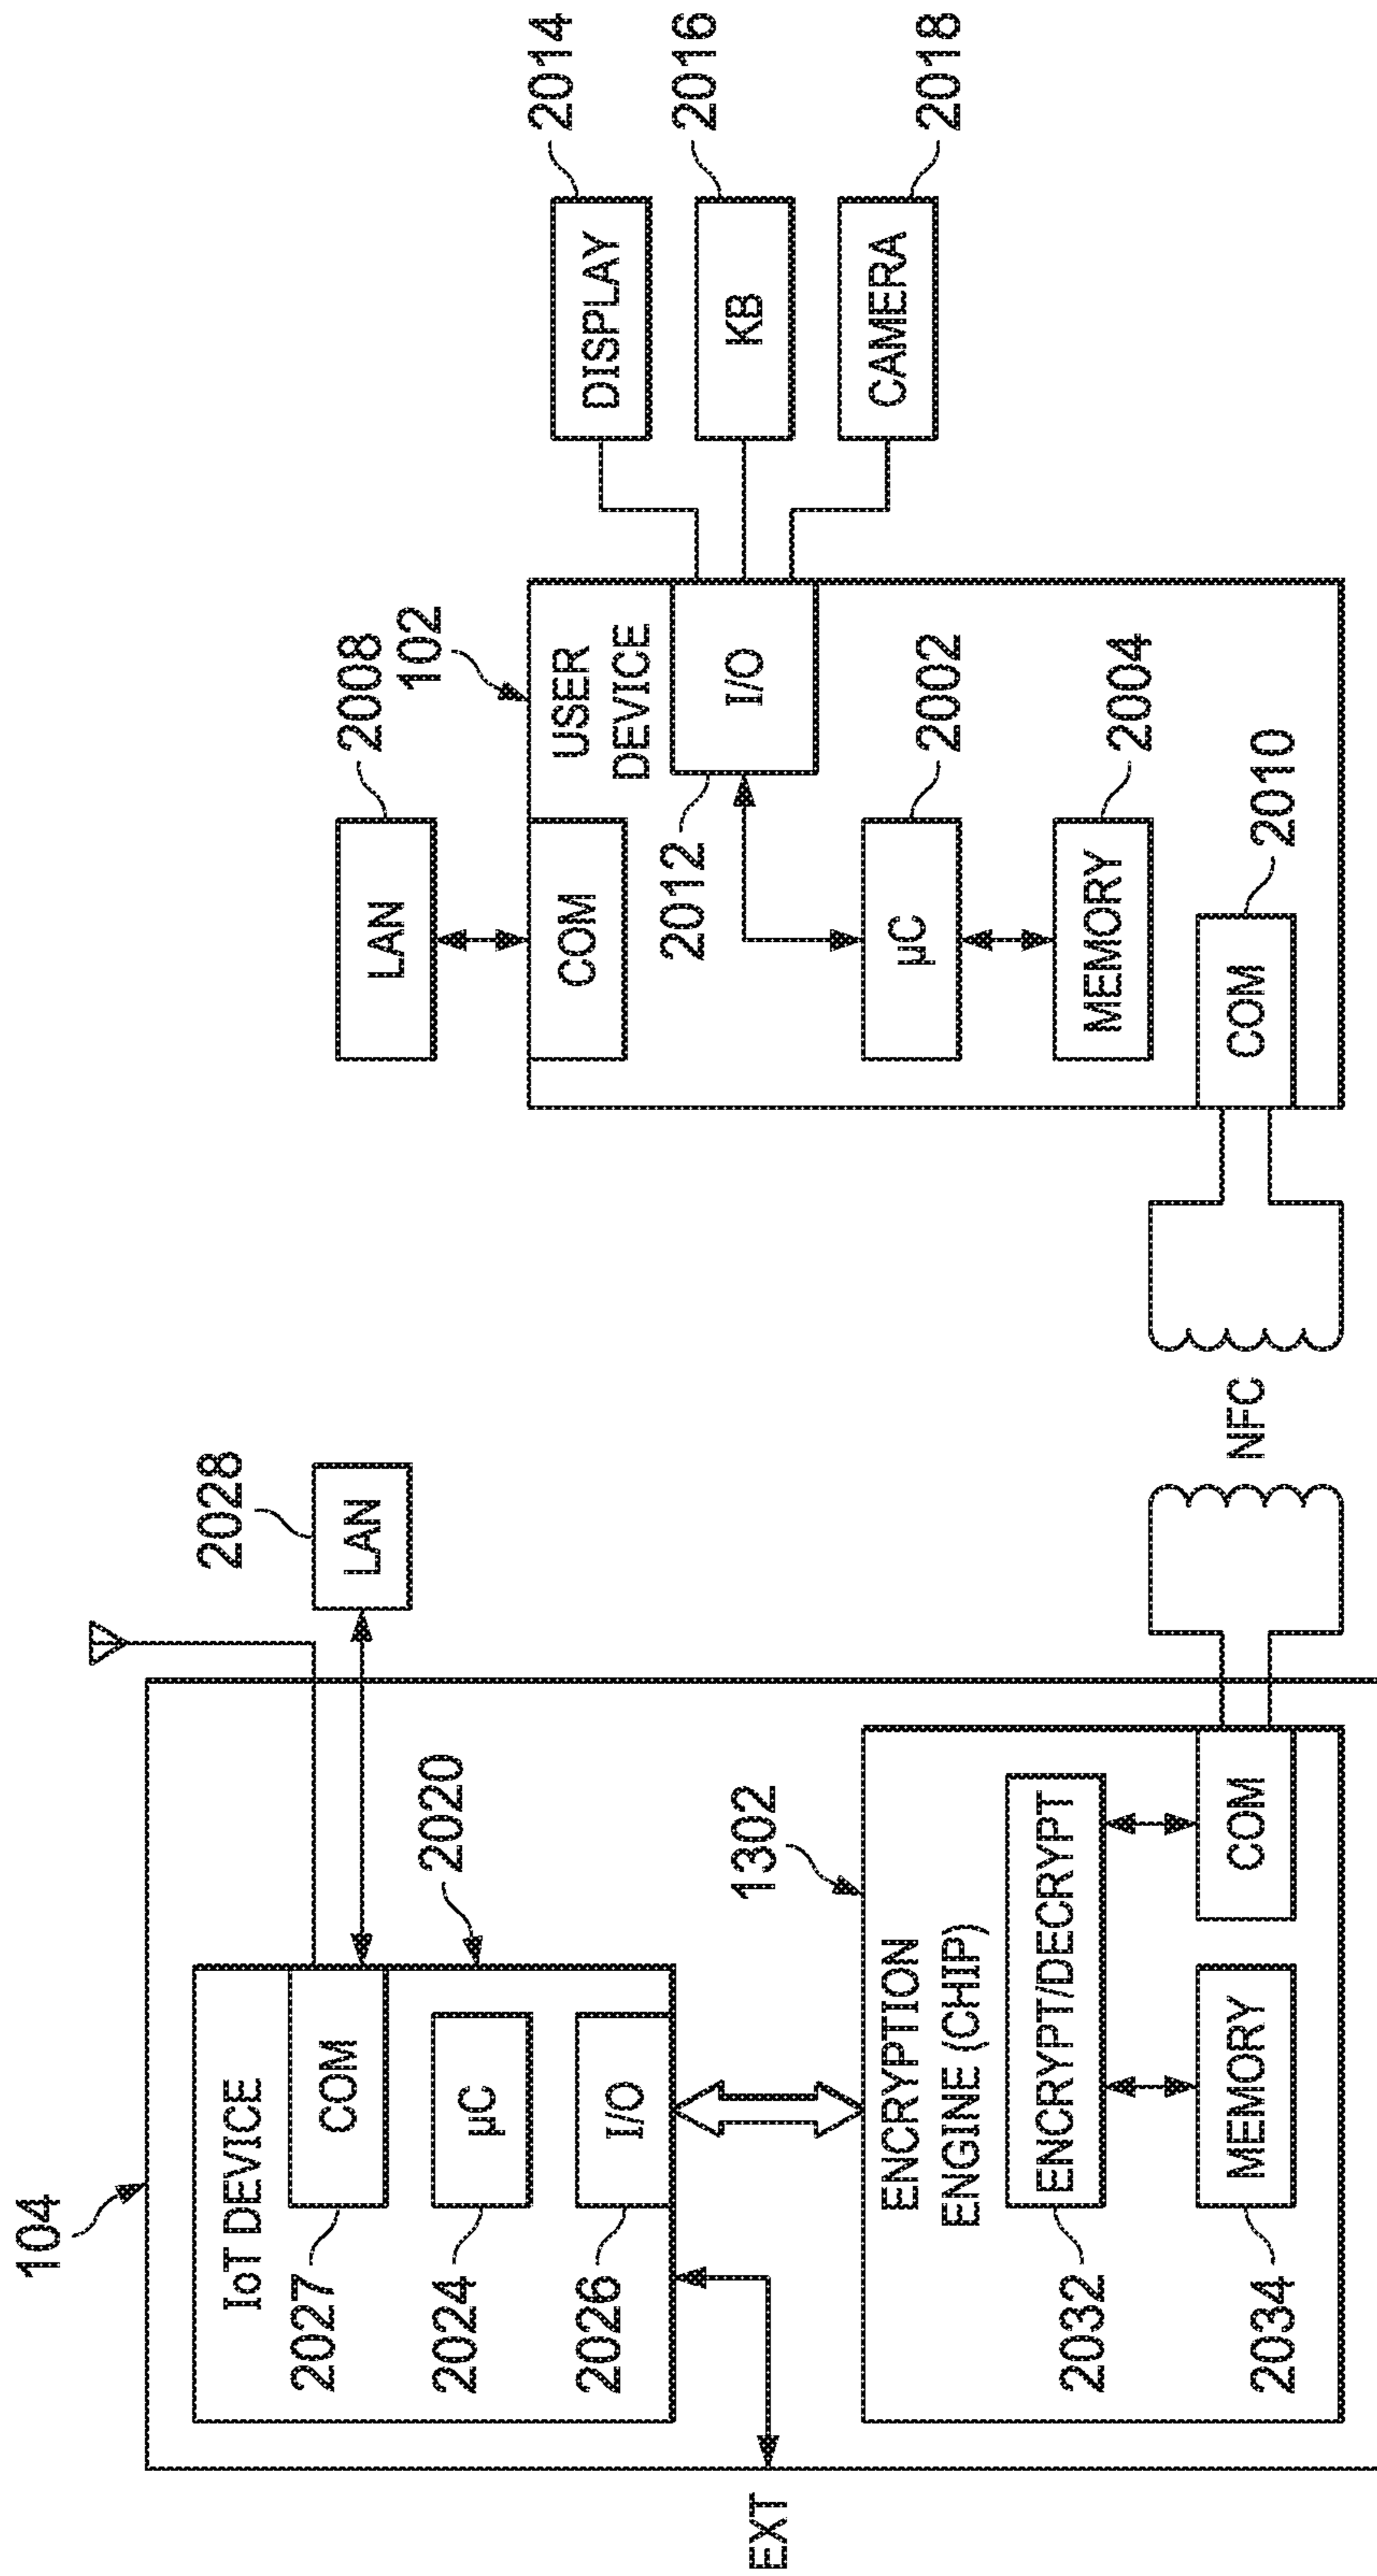 104
IoT DEVICE
2027
COM
2024
µC
2026
I/O
2020
2028
LAN
EXT
1302
ENCRYPTION
ENGINE (CHIP)
2032
ENCRYPT/DECRYPT
2034
MEMORY
COM
NFC
2008
LAN
102
USER
DEVICE
COM
2012
I/O
µC
2002
MEMORY
2004
COM
2010
DISPLAY
2014
KB
2016
CAMERA
2018